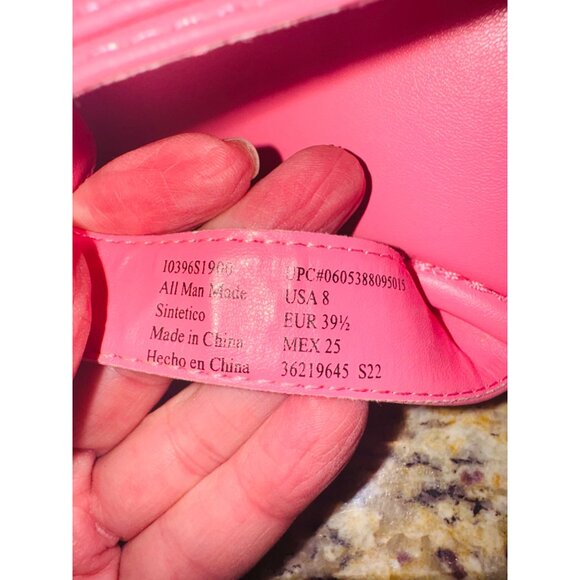 10396S1900
All Man Made
Sintetico
Made in China
Hecho en China
UPC#0605388095015
USA 8
EUR 39½
MEX 25
36219645 S22